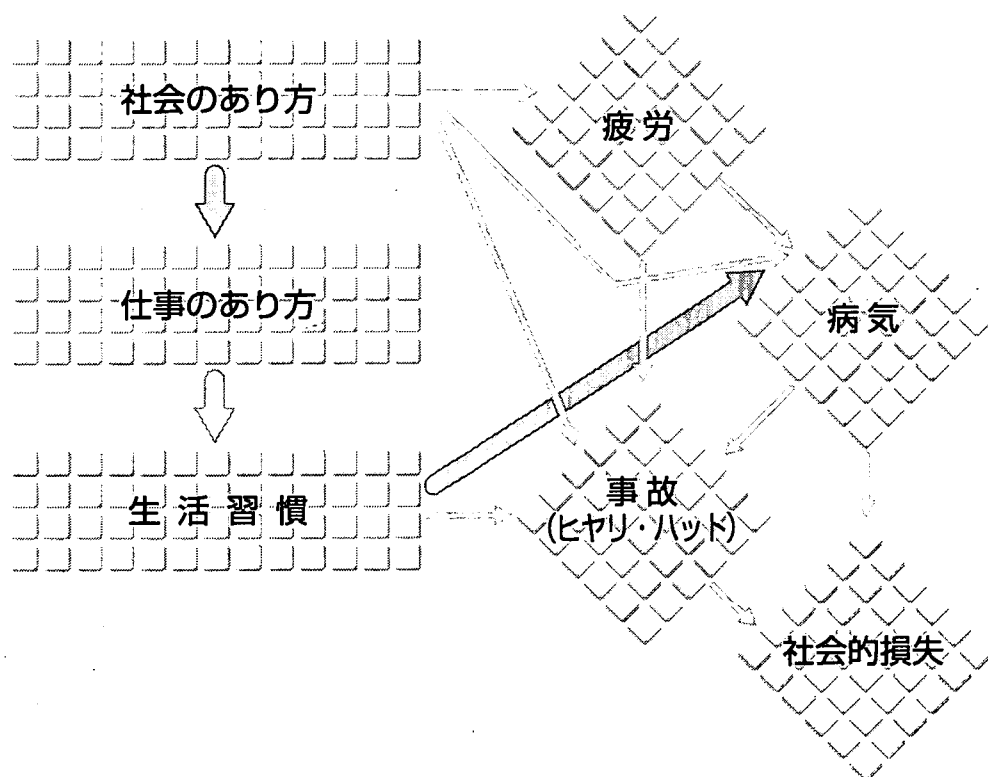 社会のあり方
疲労
仕事のあり方
病気
生活習慣
事故
(ヒヤリ・ハット)
社会的損失